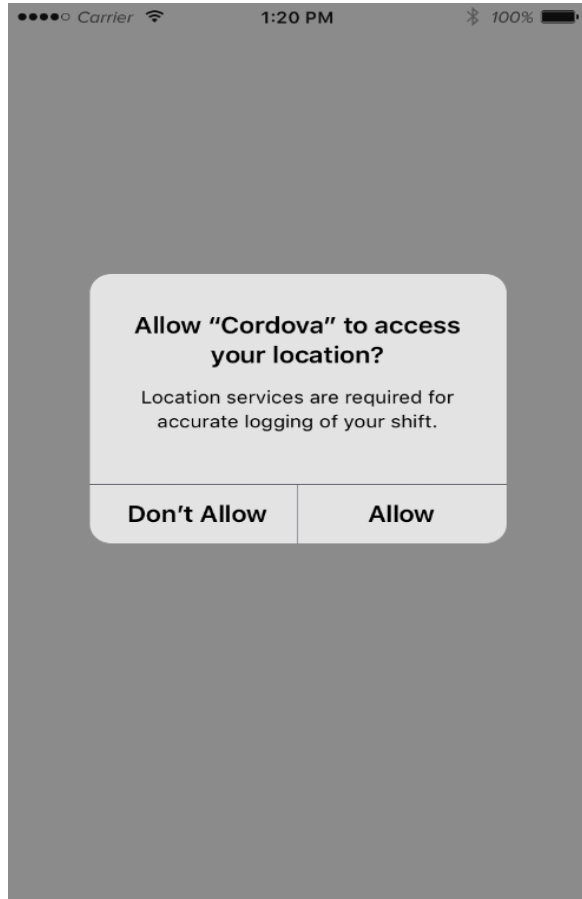 Carrier 1:20 PM 100%
Allow “Cordova” to access
your location?
Location services are required for
accurate logging of your shift.
Don’t Allow Allow